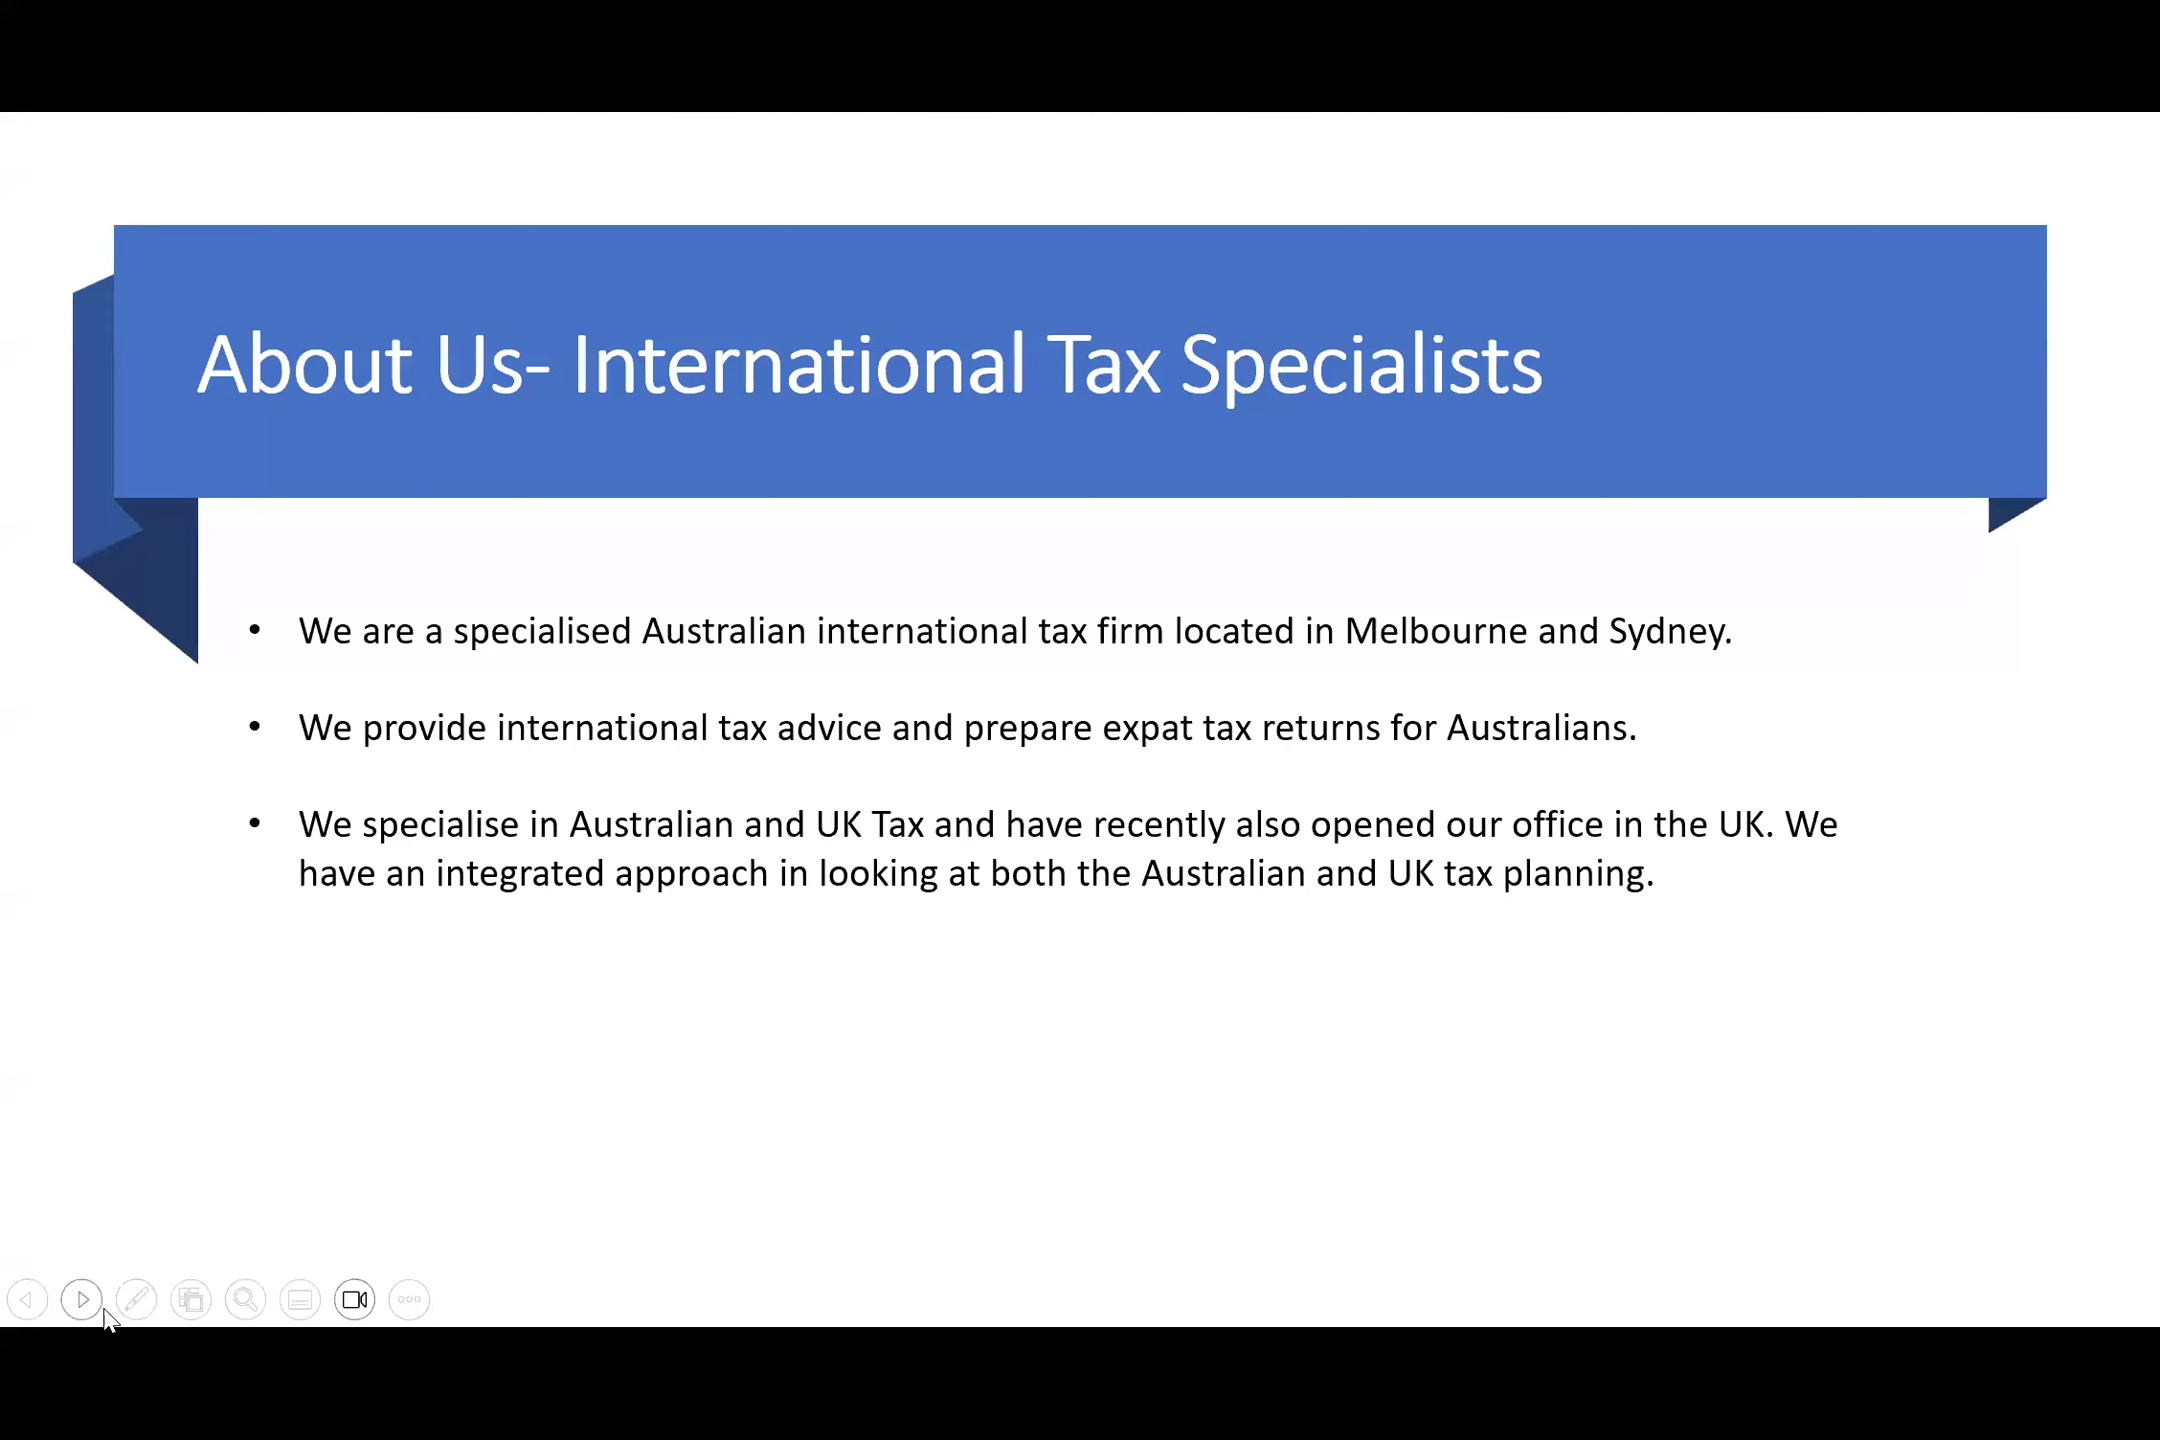 About Us- International Tax Specialists
• We are a specialised Australian international tax firm located in Melbourne and Sydney.
• We provide international tax advice and prepare expat tax returns for Australians.
• We specialise in Australian and UK Tax and have recently also opened our office in the UK. We
have an integrated approach in looking at both the Australian and UK tax planning.